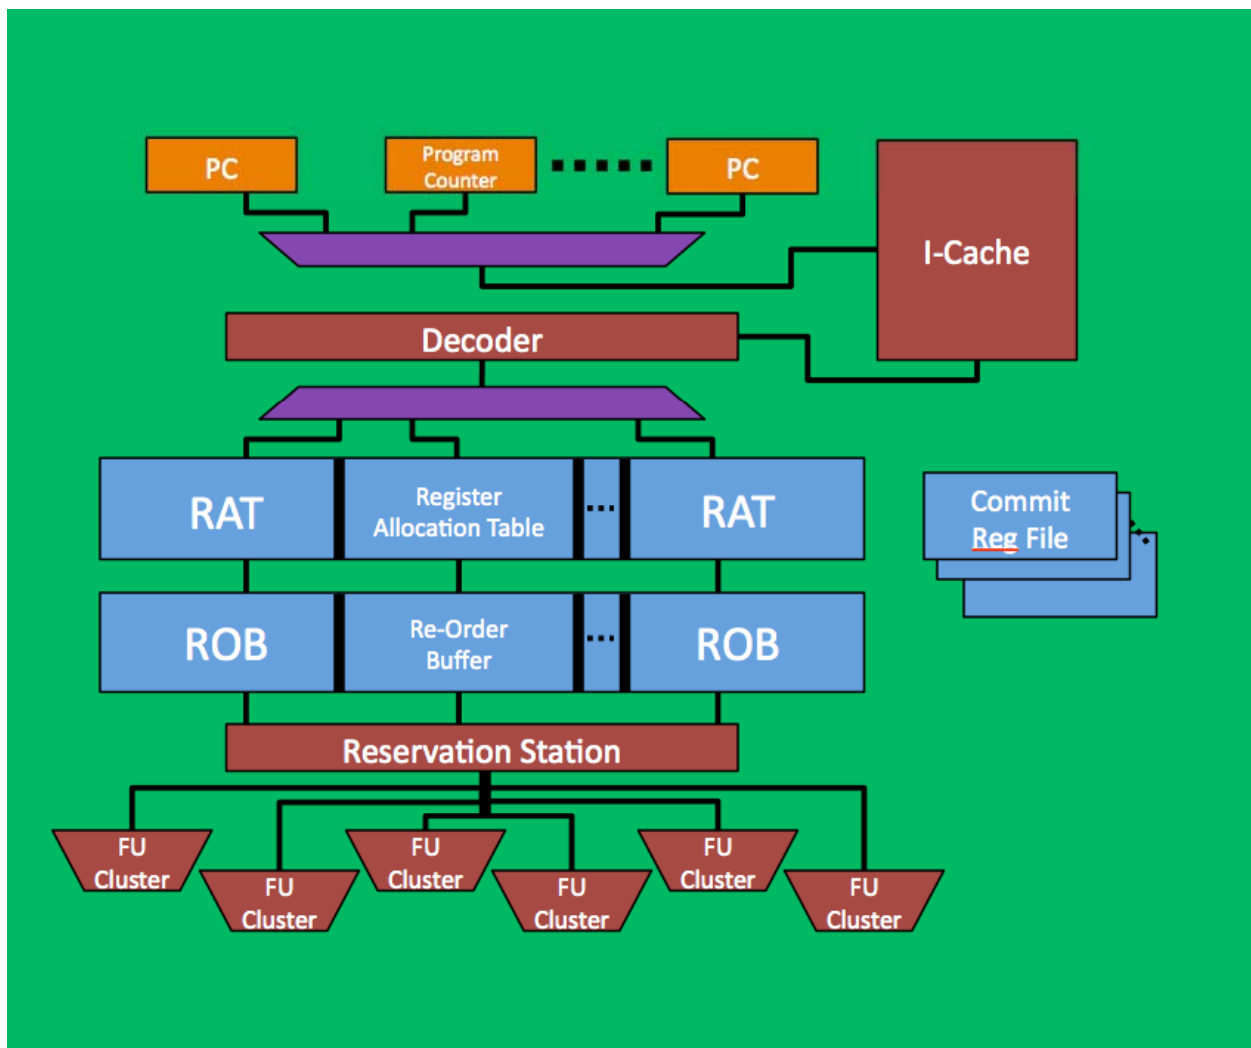 PC
Program
Counter
PC
I-Cache
Decoder
RAT
Register
Allocation Table
RAT
Commit
Reg File
ROB
Re-Order
Buffer
ROB
Reservation Station
FU
Cluster
FU
Cluster
FU
Cluster
FU
Cluster
FU
Cluster
FU
Cluster